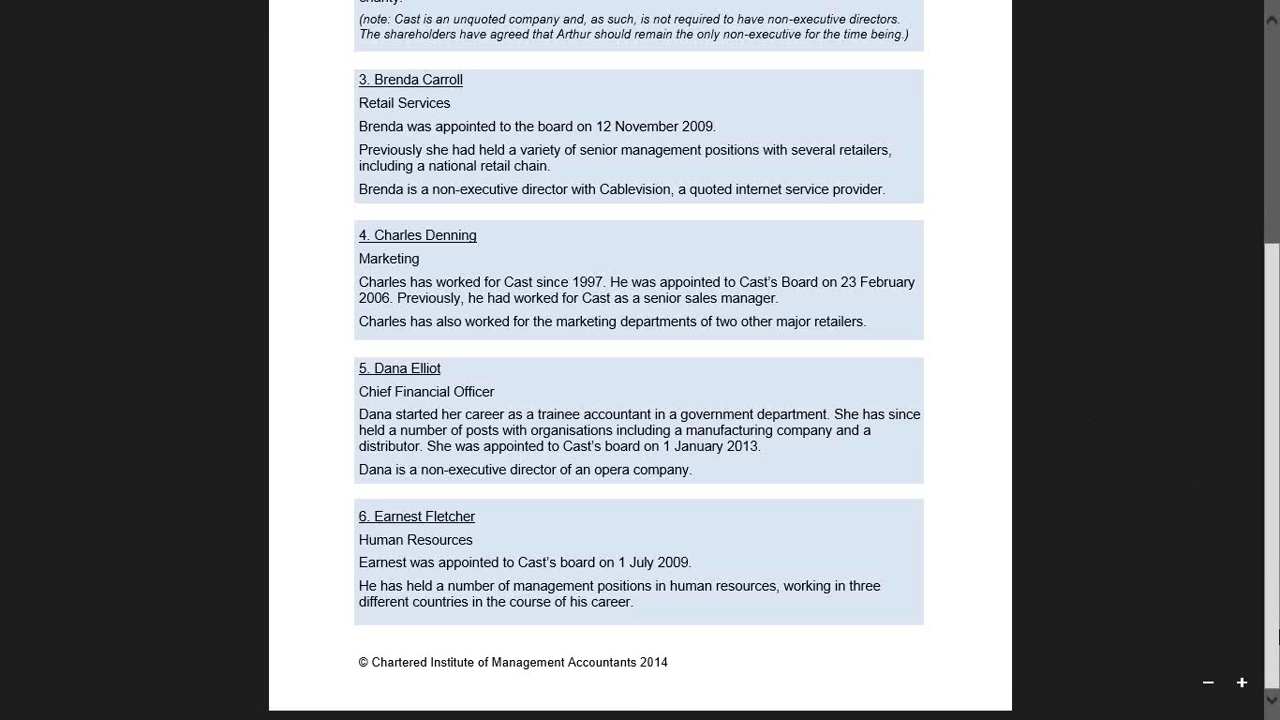 charity.
(note: Cast is an unquoted company and, as such, is not required to have non-executive directors.
The shareholders have agreed that Arthur should remain the only non-executive for the time being.)
3. Brenda Carroll
Retail Services
Brenda was appointed to the board on 12 November 2009.
Previously she had held a variety of senior management positions with several retailers,
including a national retail chain.
Brenda is a non-executive director with Cablevision, a quoted internet service provider.
4. Charles Denning
Marketing
Charles has worked for Cast since 1997. He was appointed to Cast's Board on 23 February
2006. Previously, he had worked for Cast as a senior sales manager.
Charles has also worked for the marketing departments of two other major retailers.
5. Dana Elliot
Chief Financial Officer
Dana started her career as a trainee accountant in a government department. She has since
held a number of posts with organisations including a manufacturing company and a
distributor. She was appointed to Cast's board on 1 January 2013.
Dana is a non-executive director of an opera company.
6. Earnest Fletcher
Human Resources
Earnest was appointed to Cast's board on 1 July 2009.
He has held a number of management positions in human resources, working in three
different countries in the course of his career.
© Chartered Institute of Management Accountants 2014